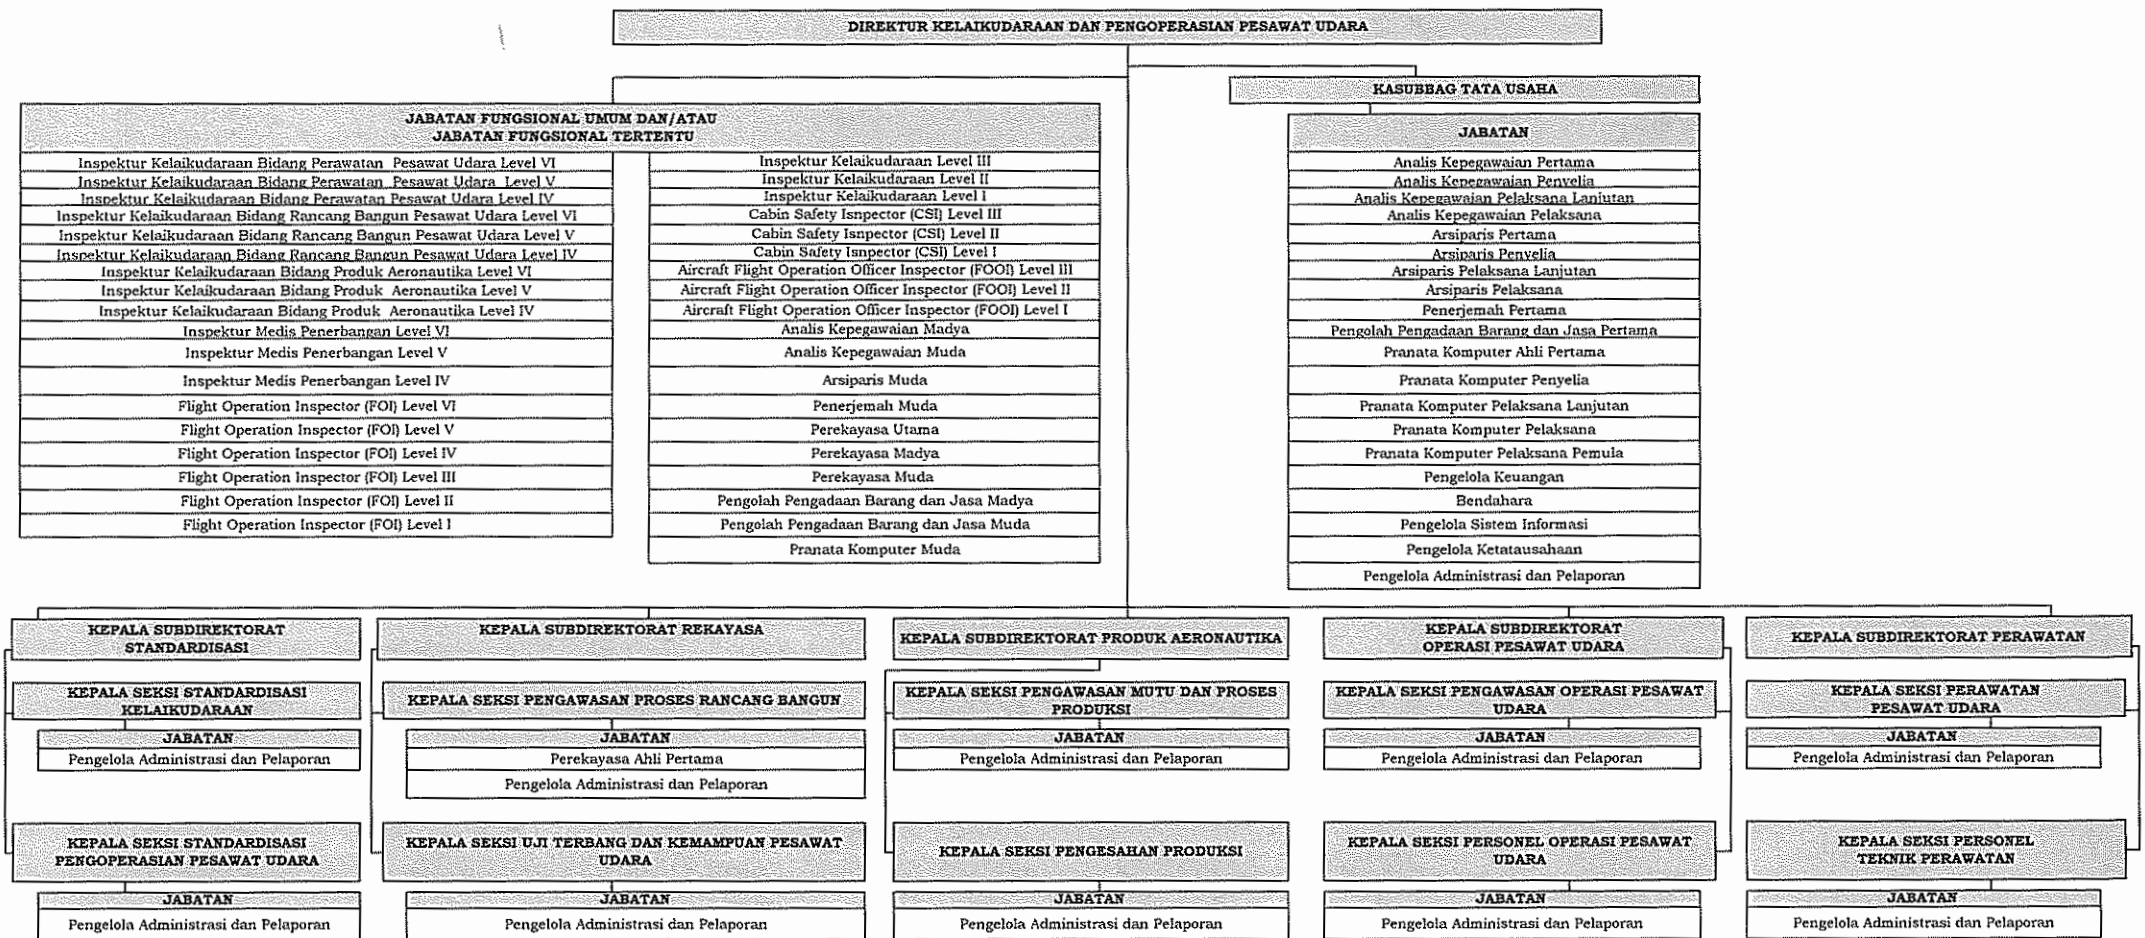 DIREKTUR KELAIKUDARAAN DAN PENGOPERASIAN PESAWAT UDARA
KASUBBAG TATA USAHA
JABATAN FUNGSIONAL UMUM DAN/ATAU
JABATAN FUNGSIONAL TERTENTU
Inspektur Kelaikudaraan Bidang Perawatan Pesawat Udara Level VI
Inspektur Kelaikudaraan Bidang Perawatan Pesawat Udara Level V
Inspektur Kelaikudaraan Bidang Perawatan Pesawat Udara Level IV
Inspektur Kelaikudaraan Bidang Rancang Bangun Pesawat Udara Level VI
Inspektur Kelaikudaraan Bidang Rancang Bangun Pesawat Udara Level V
Inspektur Kelaikudaraan Bidang Rancang Bangun Pesawat Udara Level IV
Inspektur Kelaikudaraan Bidang Produk Aeronautika Level VI
Inspektur Kelaikudaraan Bidang Produk Aeronautika Level V
Inspektur Kelaikudaraan Bidang Produk Aeronautika Level IV
Inspektur Medis Penerbangan Level VI
Inspektur Medis Penerbangan Level V
Inspektur Medis Penerbangan Level IV
Flight Operation Inspector (FOI) Level VI
Flight Operation Inspector (FOI) Level V
Flight Operation Inspector (FOI) Level IV
Flight Operation Inspector (FOI) Level III
Flight Operation Inspector (FOI) Level II
Flight Operation Inspector (FOI) Level I
Inspektur Kelaikudaraan Level III
Inspektur Kelaikudaraan Level II
Inspektur Kelaikudaraan Level I
Cabin Safety Isnpector (CSI) Level III
Cabin Safety Isnpector (CSI) Level II
Cabin Safety Isnpector (CSI) Level I
Aircraft Flight Operation Officer Inspector (FOOI) Level III
Aircraft Flight Operation Officer Inspector (FOOI) Level II
Aircraft Flight Operation Officer Inspector (FOOI) Level I
Analis Kepegawaian Madya
Analis Kepegawaian Muda
Arsiparis Muda
Penerjemah Muda
Perekayasa Utama
Perekayasa Madya
Perekayasa Muda
Pengolah Pengadaan Barang dan Jasa Madya
Pengolah Pengadaan Barang dan Jasa Muda
Pranata Komputer Muda
JABATAN
Analis Kepegawaian Pertama
Analis Kepegawaian Penyelia
Analis Kepegawaian Pelaksana Lanjutan
Analis Kepegawaian Pelaksana
Arsiparis Pertama
Arsiparis Penyelia
Arsiparis Pelaksana Lanjutan
Arsiparis Pelaksana
Penerjemah Pertama
Pengolah Pengadaan Barang dan Jasa Pertama
Pranata Komputer Ahli Pertama
Pranata Komputer Penyelia
Pranata Komputer Pelaksana Lanjutan
Pranata Komputer Pelaksana
Pranata Komputer Pelaksana Pemula
Pengelola Keuangan
Bendahara
Pengelola Sistem Informasi
Pengelola Ketatausahaan
Pengelola Administrasi dan Pelaporan
KEPALA SUBDIREKTORAT
STANDARDISASI
KEPALA SEKSI STANDARDISASI
KELAIKUDARAAN
JABATAN
Pengelola Administrasi dan Pelaporan
KEPALA SEKSI STANDARDISASI
PENGOPERASIAN PESAWAT UDARA
JABATAN
Pengelola Administrasi dan Pelaporan
KEPALA SUBDIREKTORAT REKAYASA
KEPALA SEKSI PENGAWASAN PROSES RANCANG BANGUN
JABATAN
Perekayasa Ahli Pertama
Pengelola Administrasi dan Pelaporan
KEPALA SEKSI UJI TERBANG DAN KEMAMPUAN PESAWAT
UDARA
JABATAN
Pengelola Administrasi dan Pelaporan
KEPALA SUBDIREKTORAT PRODUK AERONAUTIKA
KEPALA SEKSI PENGAWASAN MUTU DAN PROSES
PRODUKSI
JABATAN
Pengelola Administrasi dan Pelaporan
KEPALA SEKSI PENGESAHAN PRODUKSI
JABATAN
Pengelola Administrasi dan Pelaporan
KEPALA SUBDIREKTORAT
OPERASI PESAWAT UDARA
KEPALA SEKSI PENGAWASAN OPERASI PESAWAT
UDARA
JABATAN
Pengelola Administrasi dan Pelaporan
KEPALA SEKSI PERSONEL OPERASI PESAWAT
UDARA
JABATAN
Pengelola Administrasi dan Pelaporan
KEPALA SUBDIREKTORAT PERAWATAN
KEPALA SEKSI PERAWATAN
PESAWAT UDARA
JABATAN
Pengelola Administrasi dan Pelaporan
KEPALA SEKSI PERSONEL
TEKNIK PERAWATAN
JABATAN
Pengelola Administrasi dan Pelaporan